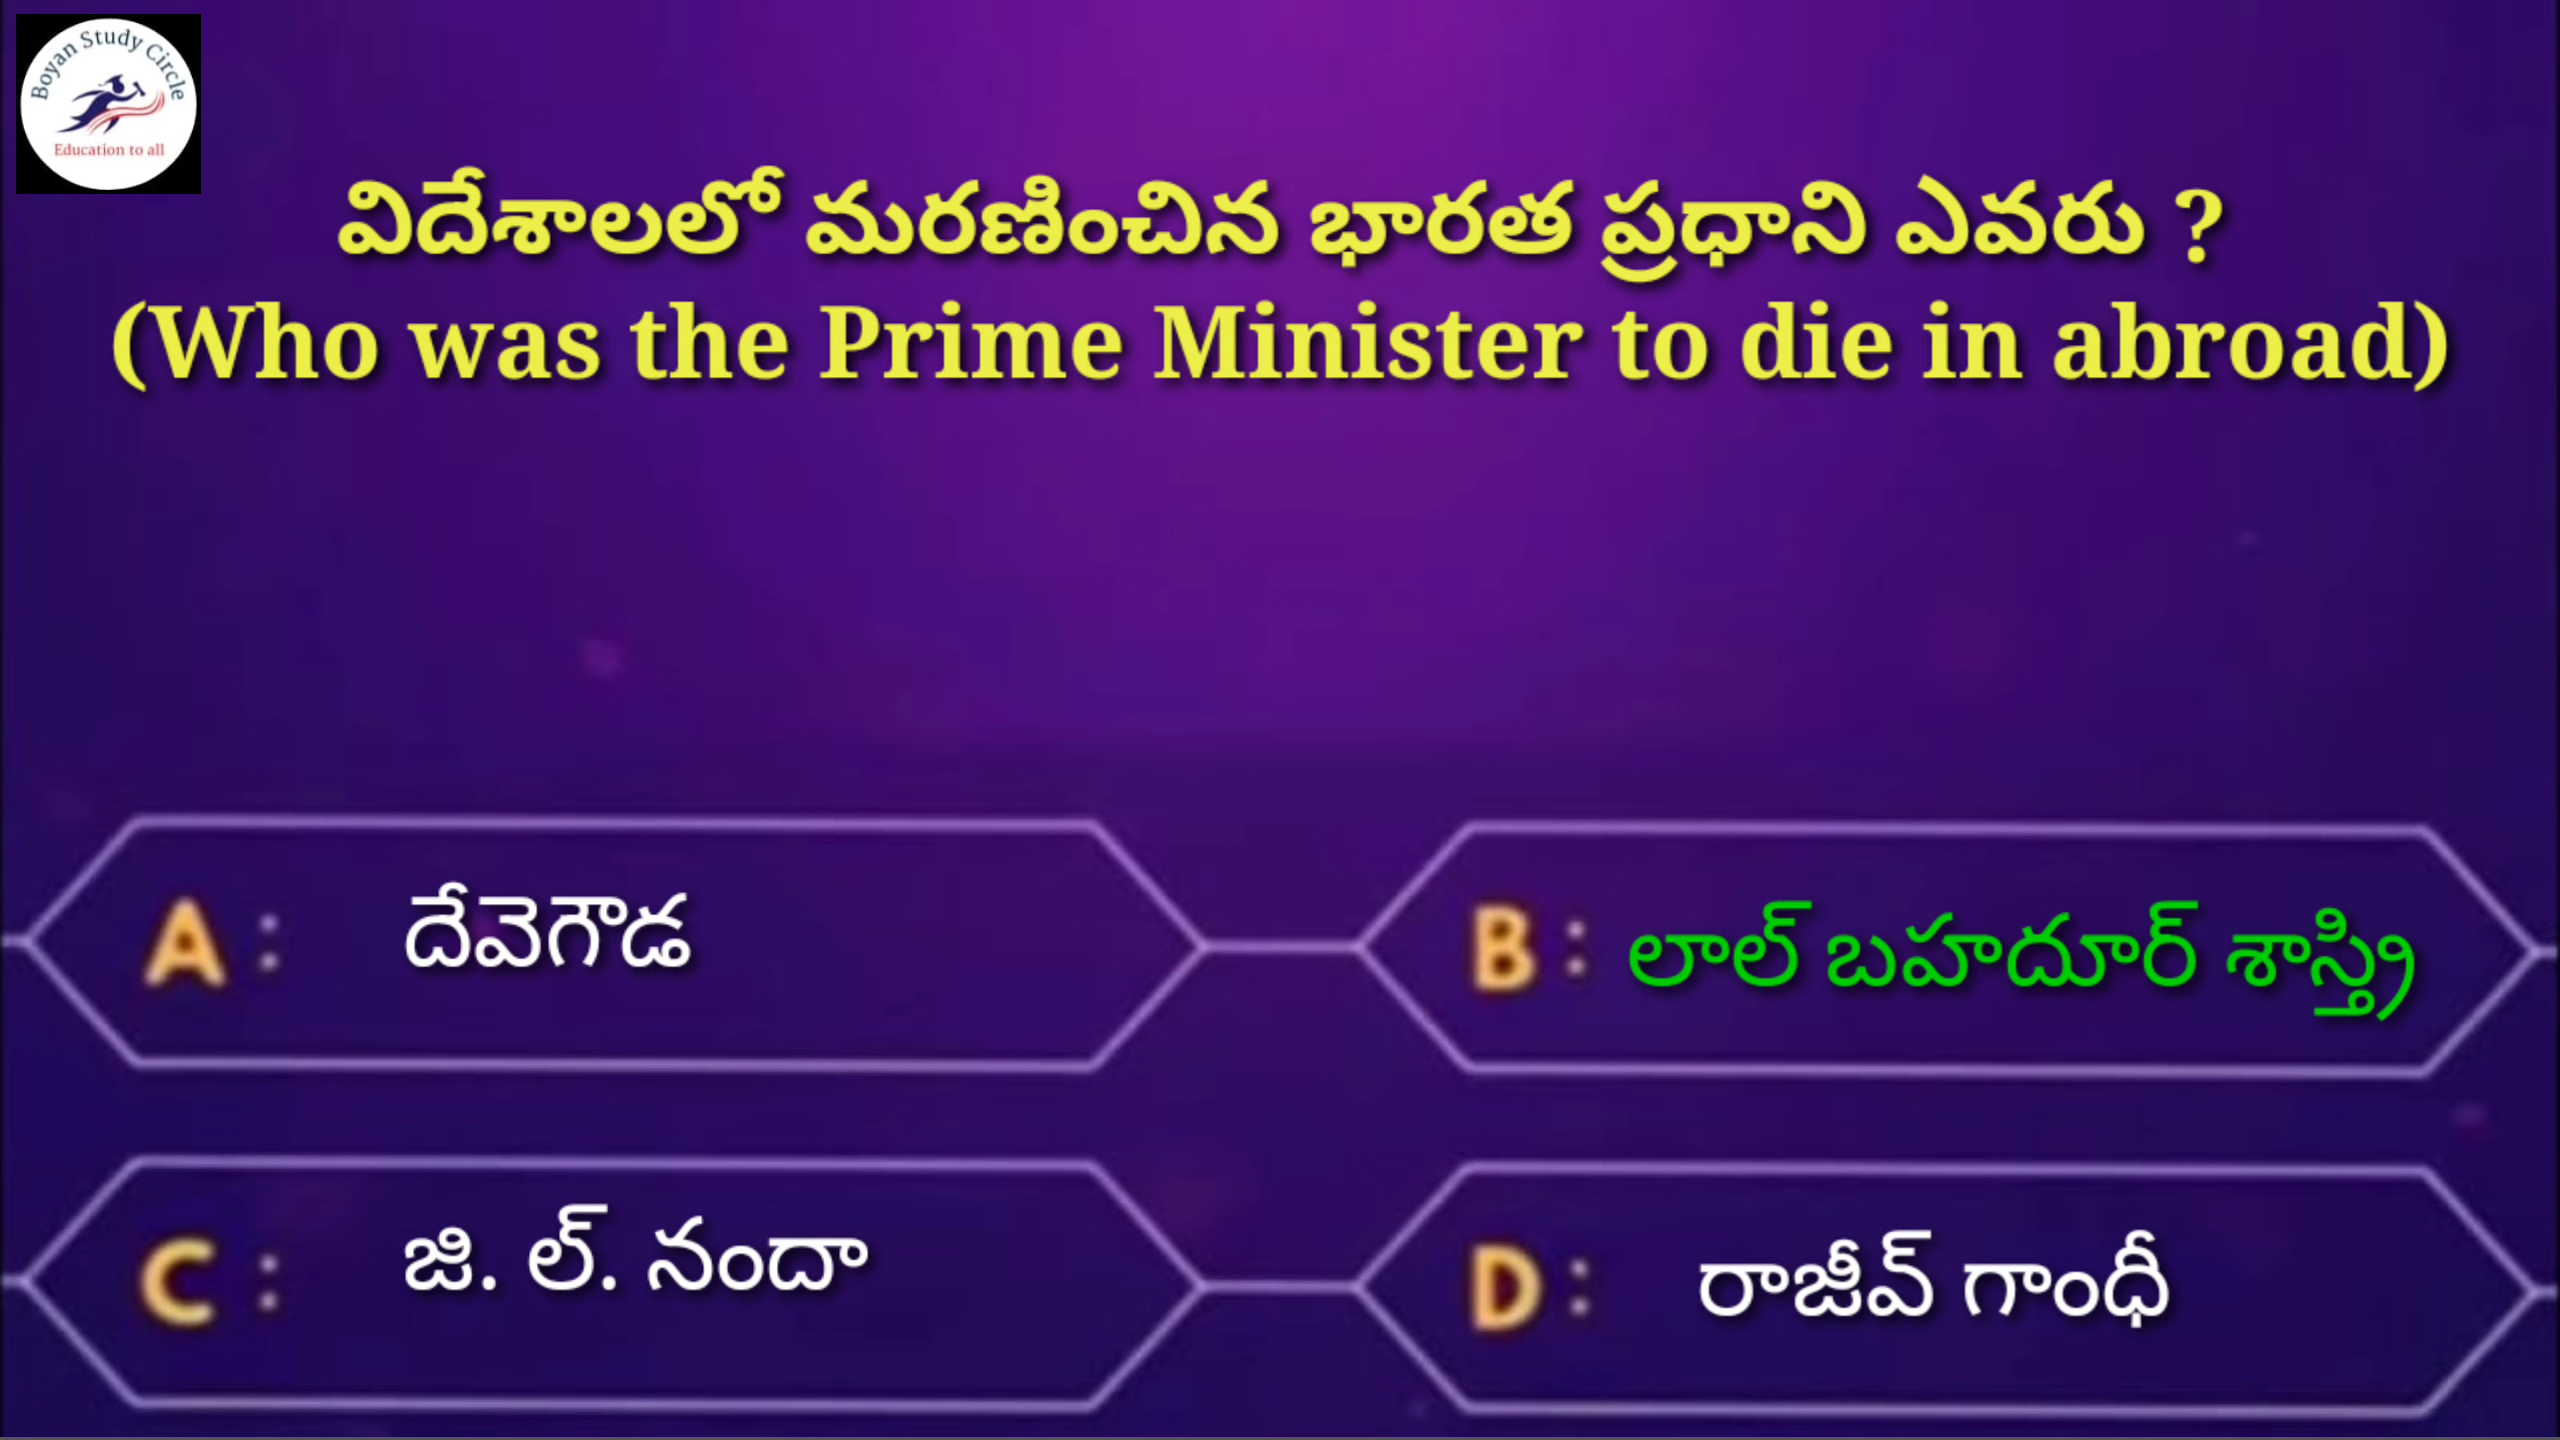 Boyan Study Circle
Education to all
విదేశాలలో మరణించిన భారత ప్రధాని ఎవరు ?
(Who was the Prime Minister to die in abroad)
A : దేవెగౌడ
B : లాల్ బహదూర్ శాస్త్రి
C : జి. ల్. నందా
D : రాజీవ్ గాంధీ